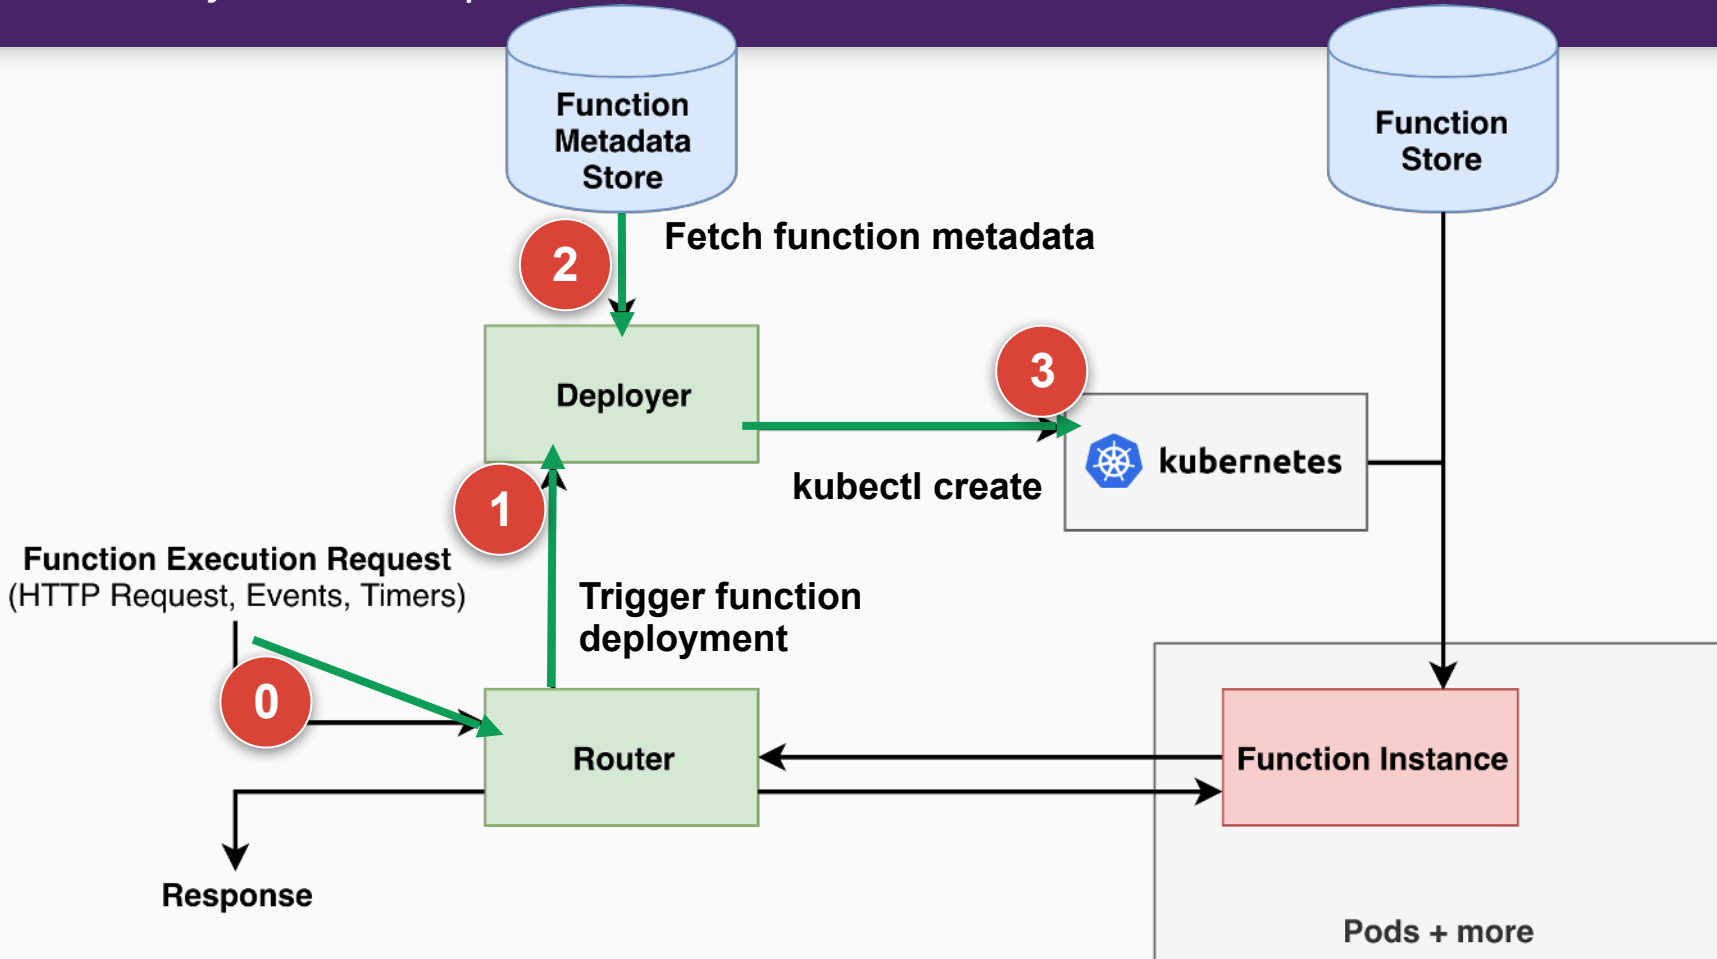 Function
Metadata
Store
Function
Store
2
Fetch function metadata
3
Deployer
kubernetes
kubectl create
1
Function Execution Request
(HTTP Request, Events, Timers)
Trigger function
deployment
0
Router
Function Instance
Response
Pods + more